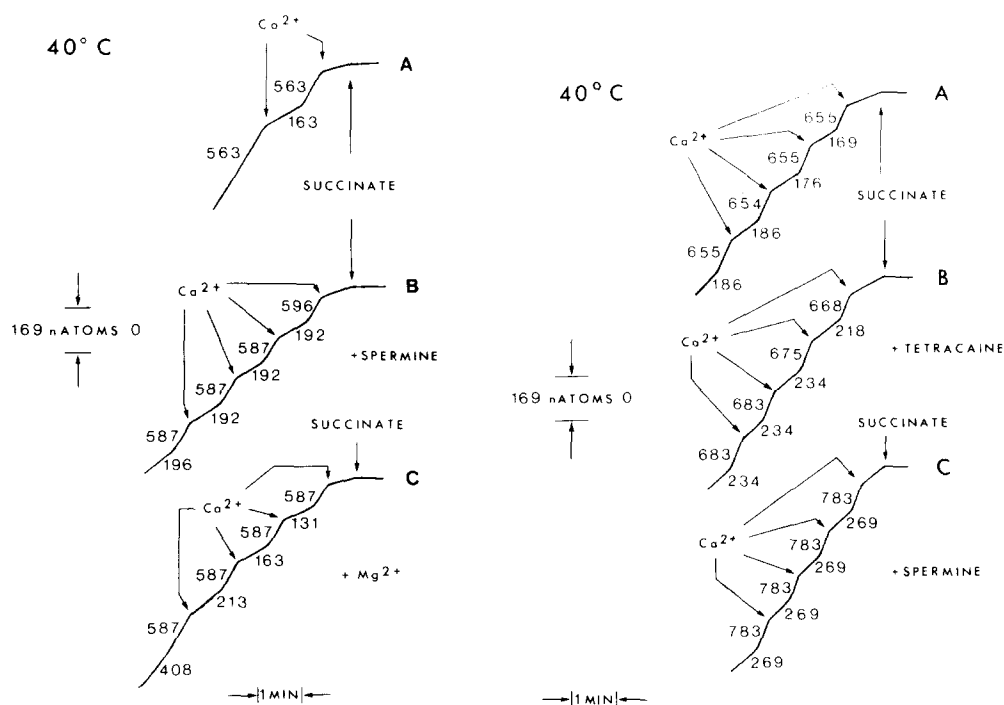 40° C
Ca2+
A
563
163
563
SUCCINATE
Ca2+
B
596
192
+SPERMINE
587
192
587
192
587
196
169 nATOMS O
SUCCINATE
C
Ca2+
587
131
587
163
+ Mg2+
587
213
587
408
1 MIN
40° C
A
Ca2+
655
169
655
176
654
186
655
186
SUCCINATE
B
Ca2+
668
218
+ TETRACAINE
675
234
683
234
683
234
169 nATOMS O
SUCCINATE
C
Ca2+
783
269
783
269
+SPERMINE
783
269
783
269
1 MIN